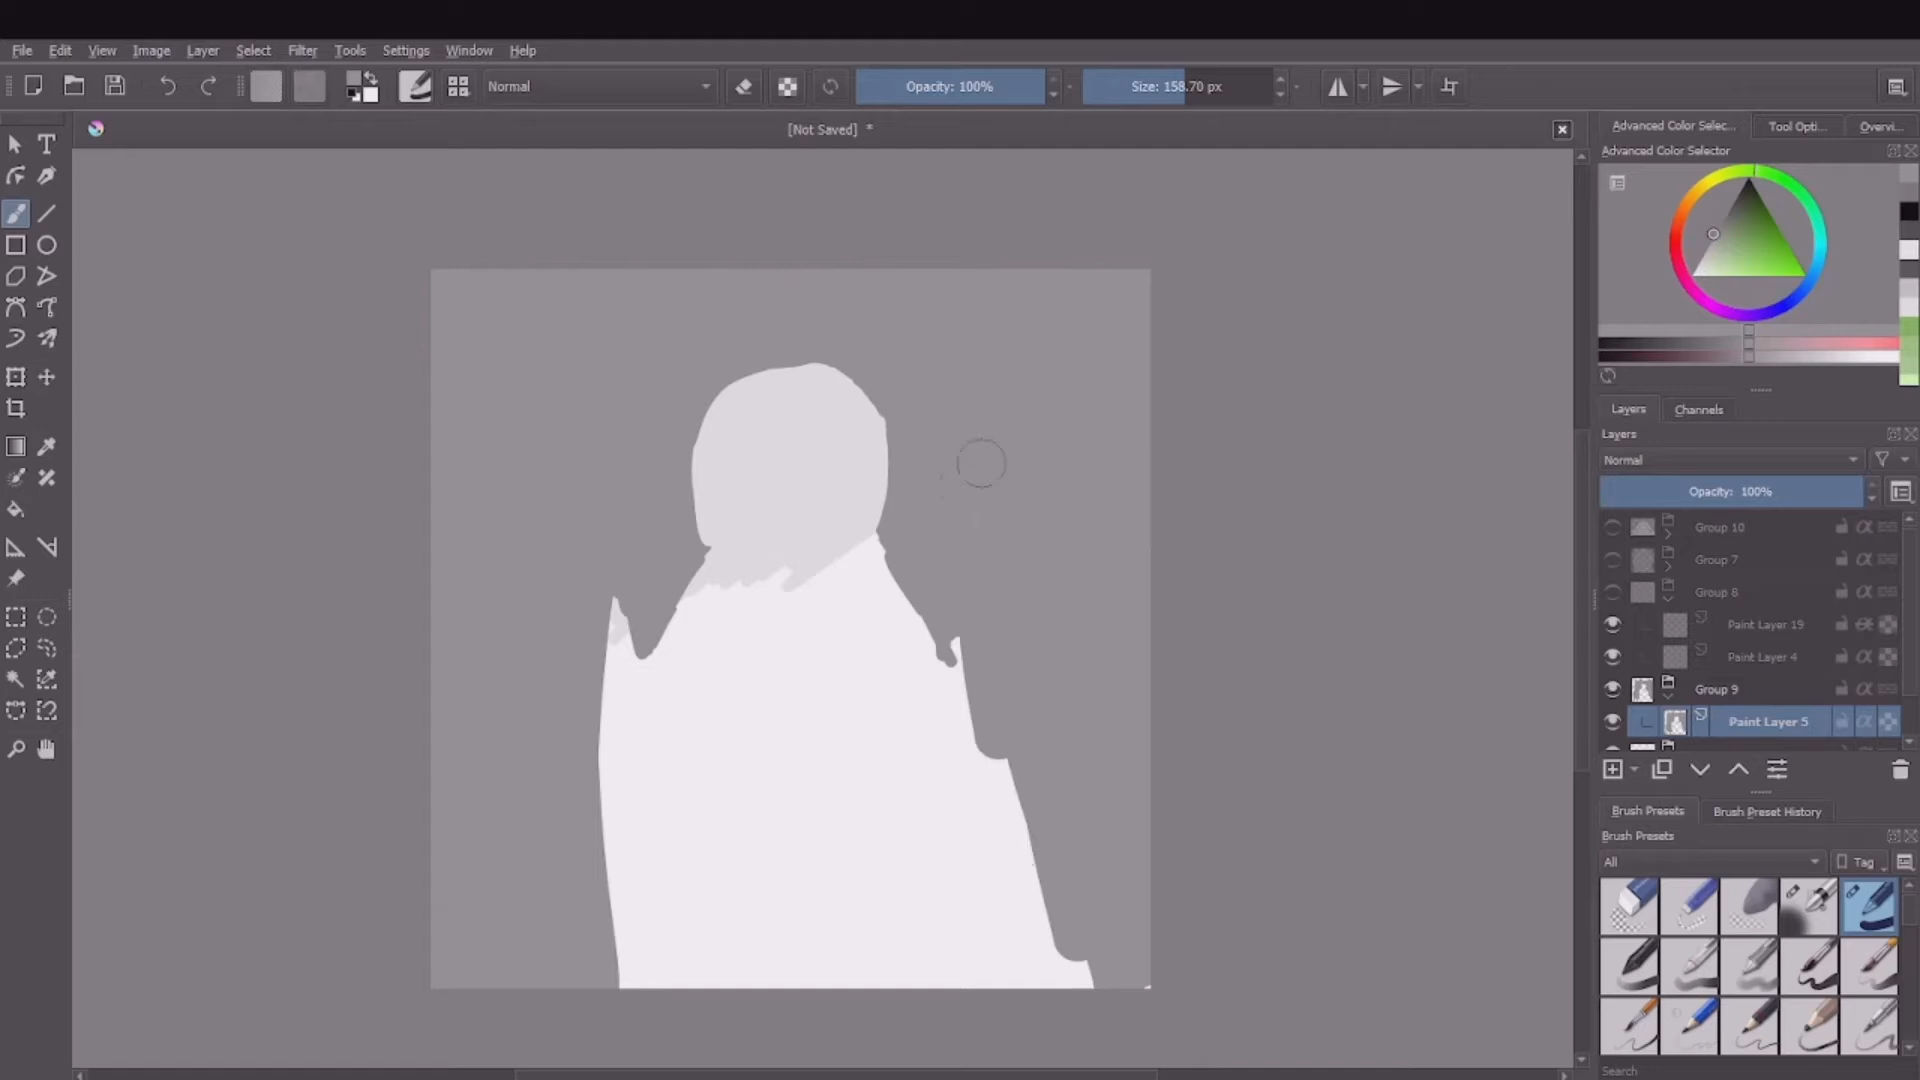 File Edit View Image Layer Select Filter Tools Settings Window Help
Normal Opacity: 100% Size: 158.70 px
[Not Saved] *
Advanced Color Selec... Tool Opti... Overvi...
Advanced Color Selector
Layers Channels
Layers
Normal
Opacity: 100%
Group 10
Group 7
Group 8
Paint Layer 19
Paint Layer 4
Group 9
Paint Layer 5
Brush Presets Brush Preset History
Brush Presets
All Tag
Search